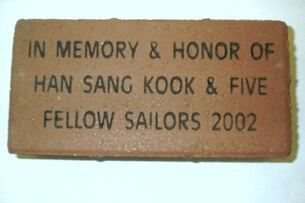 IN MEMORY & HONOR OF
HAN SANG KOOK & FIVE
FELLOW SAILORS 2002